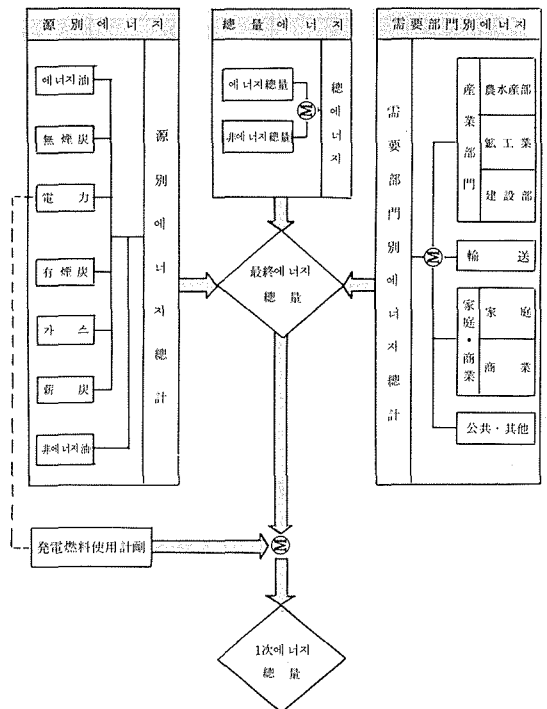 源別에너지
에너지油
無煙炭
電力
有煙炭
가스
薪炭
非에너지油
源別에너지總計
總量에너지
에너지總量
非에너지總量
Ⓜ
總에너지
需要部門別에너지
需要部門別에너지總計
Ⓜ
産業部門
農水産部
鉱工業
建設部
輸送
家庭・商業
家庭
商業
公共・其他
最終에너지
總量
発電燃料使用計劃
Ⓜ
1次에너지
總量